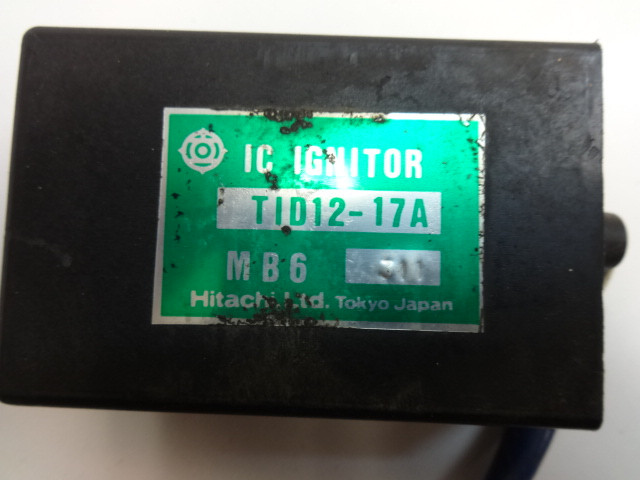 IC IGNITOR
TID12-17A
MB6
Hitachi Ltd. Tokyo Japan